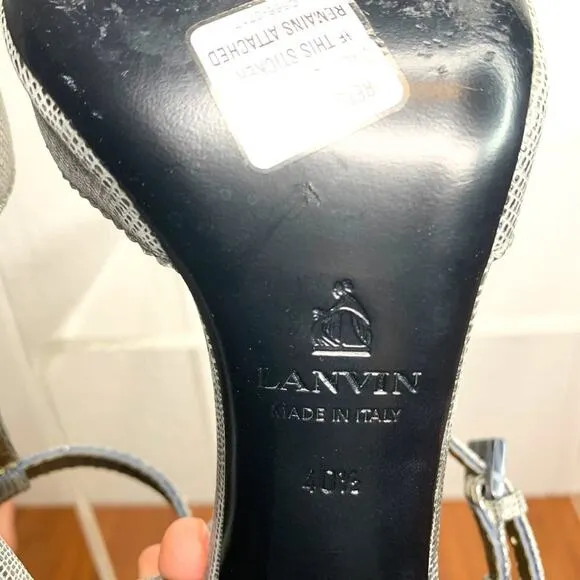 IF THIS STICKER
REMAINS ATTACHED
LANVIN
MADE IN ITALY
40½